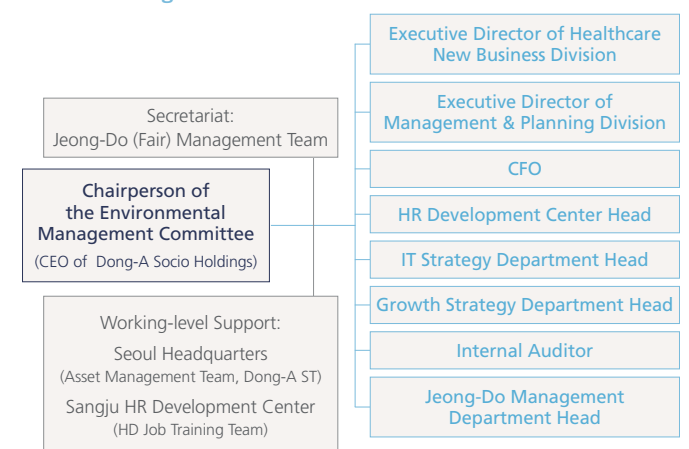 Secretariat:
Jeong-Do (Fair) Management Team
Chairperson of
the Environmental
Management Committee
(CEO of Dong-A Socio Holdings)
Working-level Support:
Seoul Headquarters
(Asset Management Team, Dong-A ST)
Sangju HR Development Center
(HD Job Training Team)
Executive Director of Healthcare
New Business Division
Executive Director of
Management & Planning Division
CFO
HR Development Center Head
IT Strategy Department Head
Growth Strategy Department Head
Internal Auditor
Jeong-Do Management
Department Head